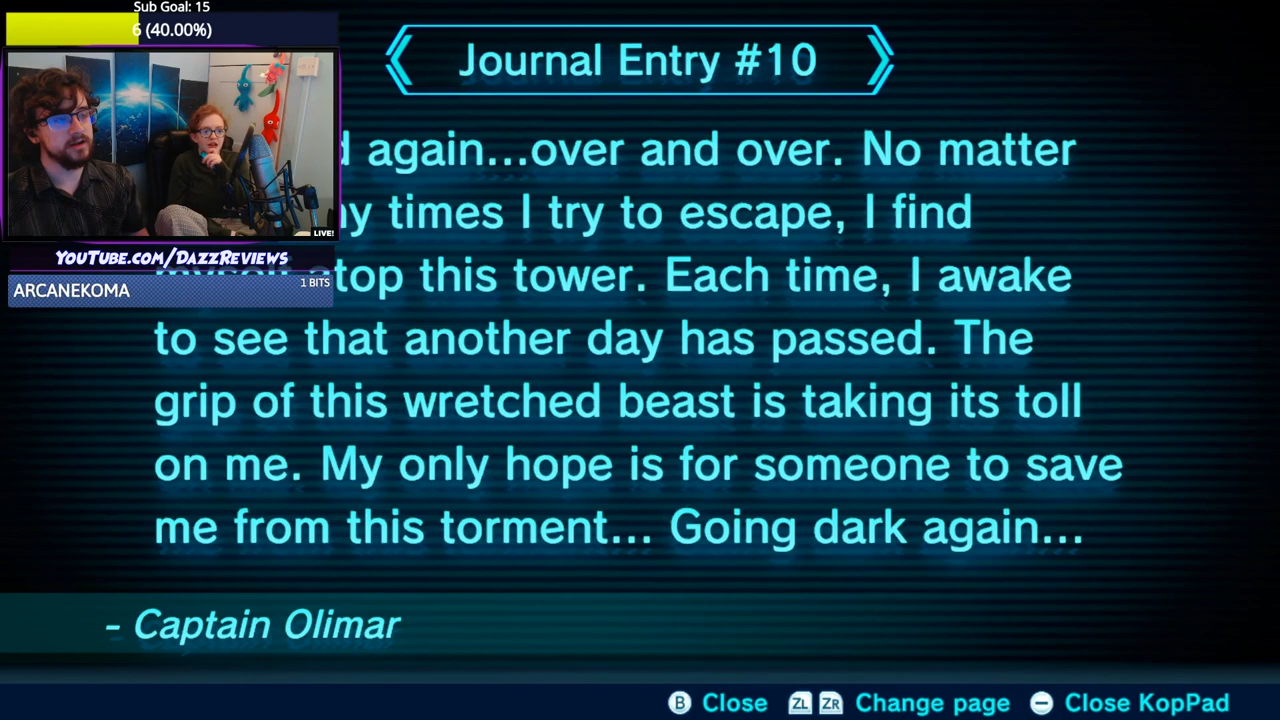 Sub Goal: 15
6 (40.00%)
LIVE!
YouTube.com/DazzReviews
ARCANEKOMA
1 BITS
Journal Entry #10
again...over and over. No matter
times I try to escape, I find
this tower. Each time, I awake
to see that another day has passed. The
grip of this wretched beast is taking its toll
on me. My only hope is for someone to save
me from this torment... Going dark again...
- Captain Olimar
B Close ZL ZR Change page - Close KopPad